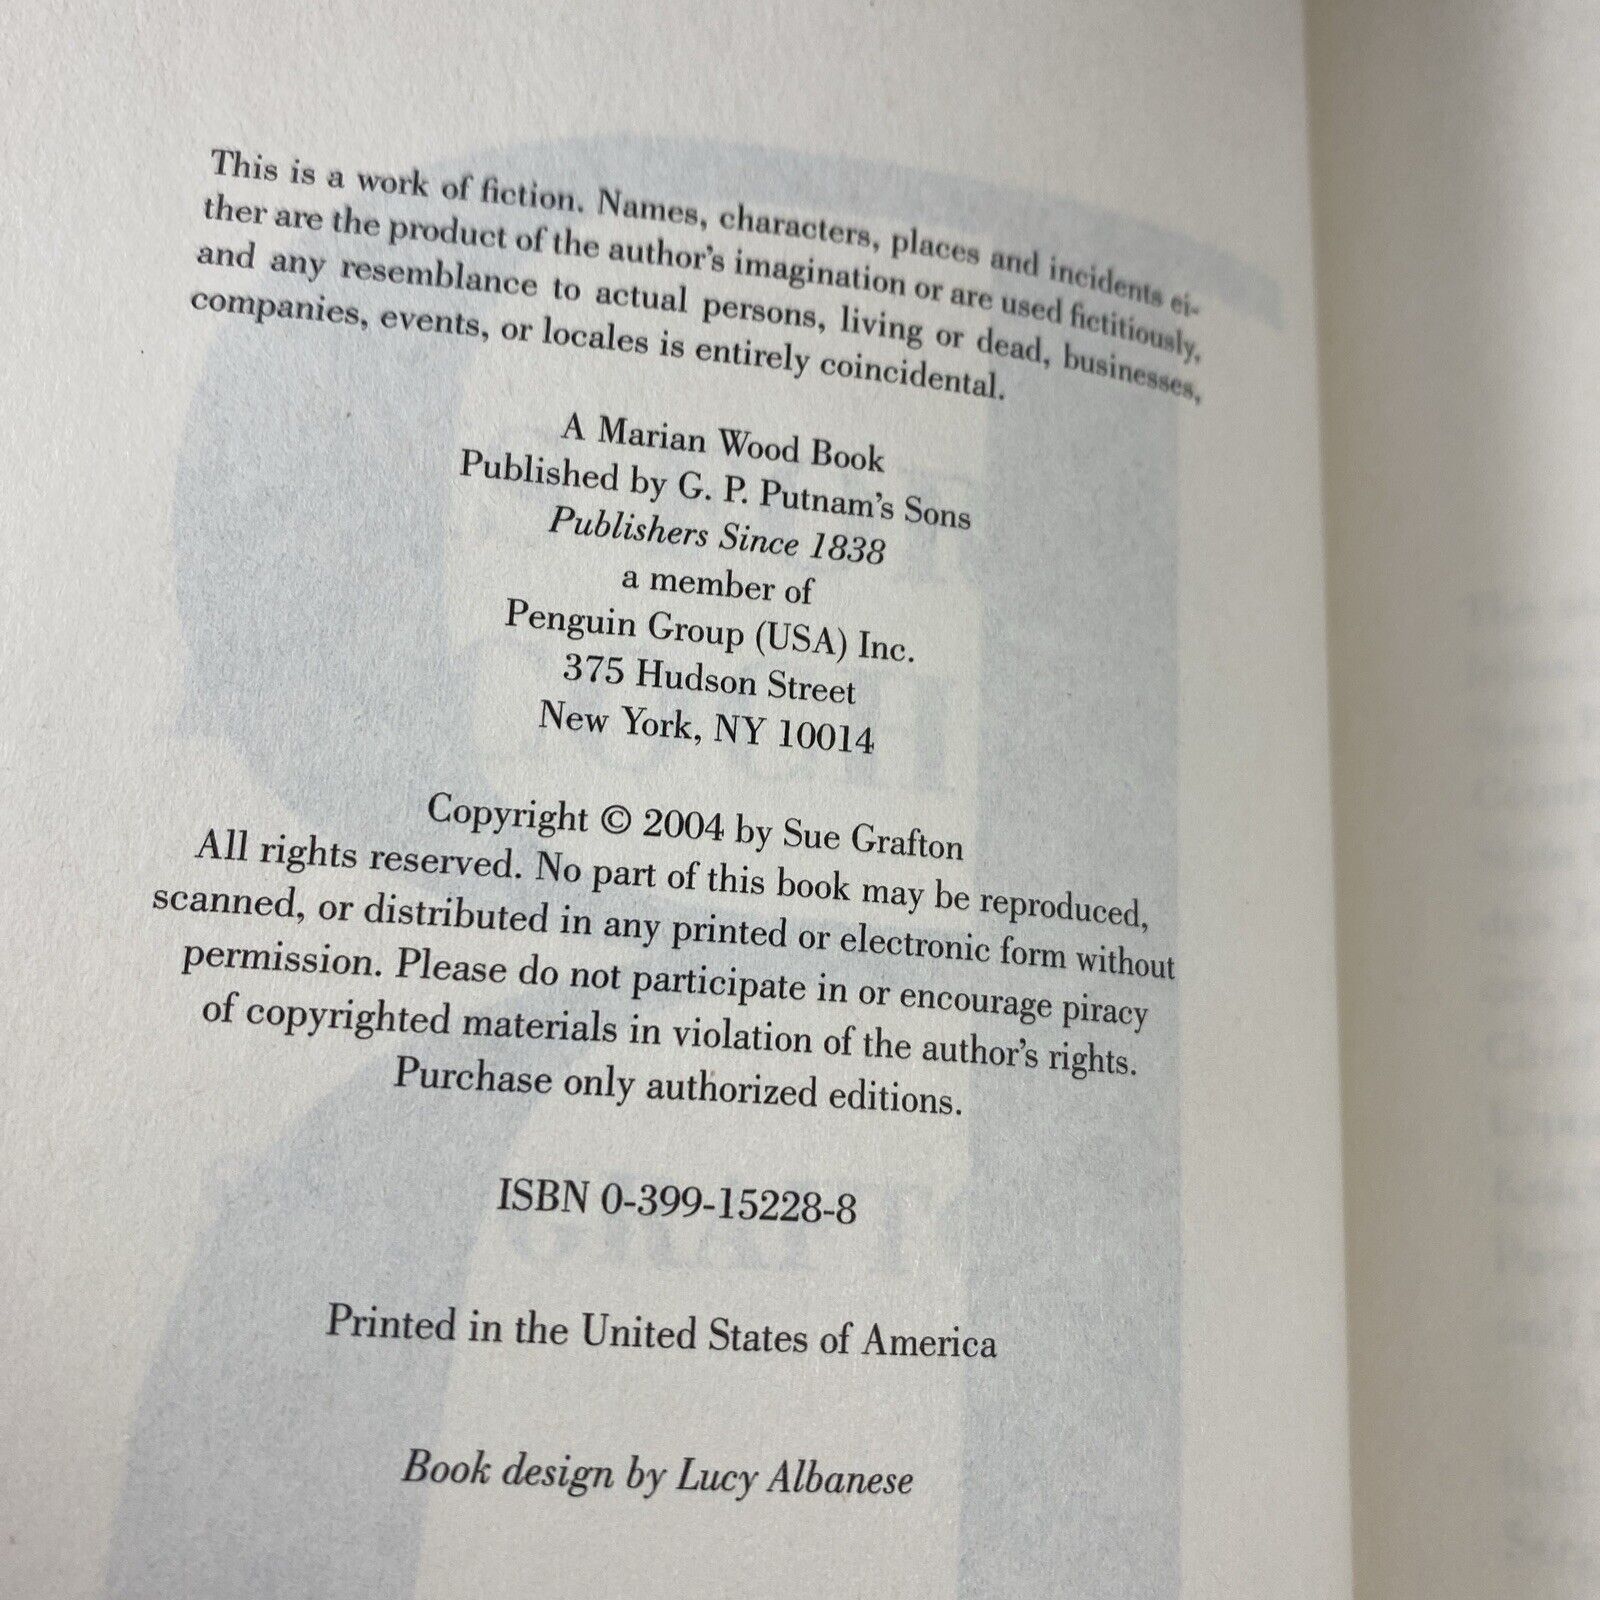 This is a work of fiction. Names, characters, places and incidents ei-
ther are the product of the author's imagination or are used fictitiously,
and any resemblance to actual persons, living or dead, businesses,
companies, events, or locales is entirely coincidental.
A Marian Wood Book
Published by G. P. Putnam's Sons
Publishers Since 1838
a member of
Penguin Group (USA) Inc.
375 Hudson Street
New York, NY 10014
Copyright © 2004 by Sue Grafton
All rights reserved. No part of this book may be reproduced,
scanned, or distributed in any printed or electronic form without
permission. Please do not participate in or encourage piracy
of copyrighted materials in violation of the author's rights.
Purchase only authorized editions.
ISBN 0-399-15228-8
Printed in the United States of America
Book design by Lucy Albanese